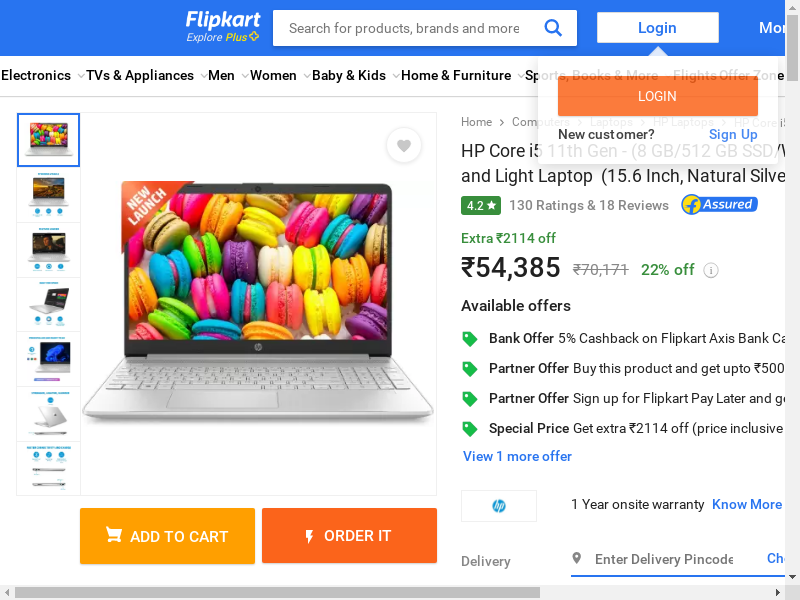 Flipkart
Explore Plus
Search for products, brands and more
Login
Mor
Electronics
TVs & Appliances
Men
Women
Baby & Kids
Home & Furniture
Sports, Books & More
Flights
Offer Zone
LOGIN
New customer?
Sign Up
Home
Computers
Laptops
HP Laptops
HP Core i5
HP Core i5 11th Gen - (8 GB/512 GB SSD/W
and Light Laptop (15.6 Inch, Natural Silve
4.2
130 Ratings & 18 Reviews
Assured
Extra ₹2114 off
₹54,385
₹70,171
22% off
i
Available offers
Bank Offer 5% Cashback on Flipkart Axis Bank Ca
Partner Offer Buy this product and get upto ₹500
Partner Offer Sign up for Flipkart Pay Later and ge
Special Price Get extra ₹2114 off (price inclusive
View 1 more offer
NEW
LAUNCH
hp
hp
1 Year onsite warranty
Know More
ADD TO CART
ORDER IT
Delivery
Enter Delivery Pincode
Che